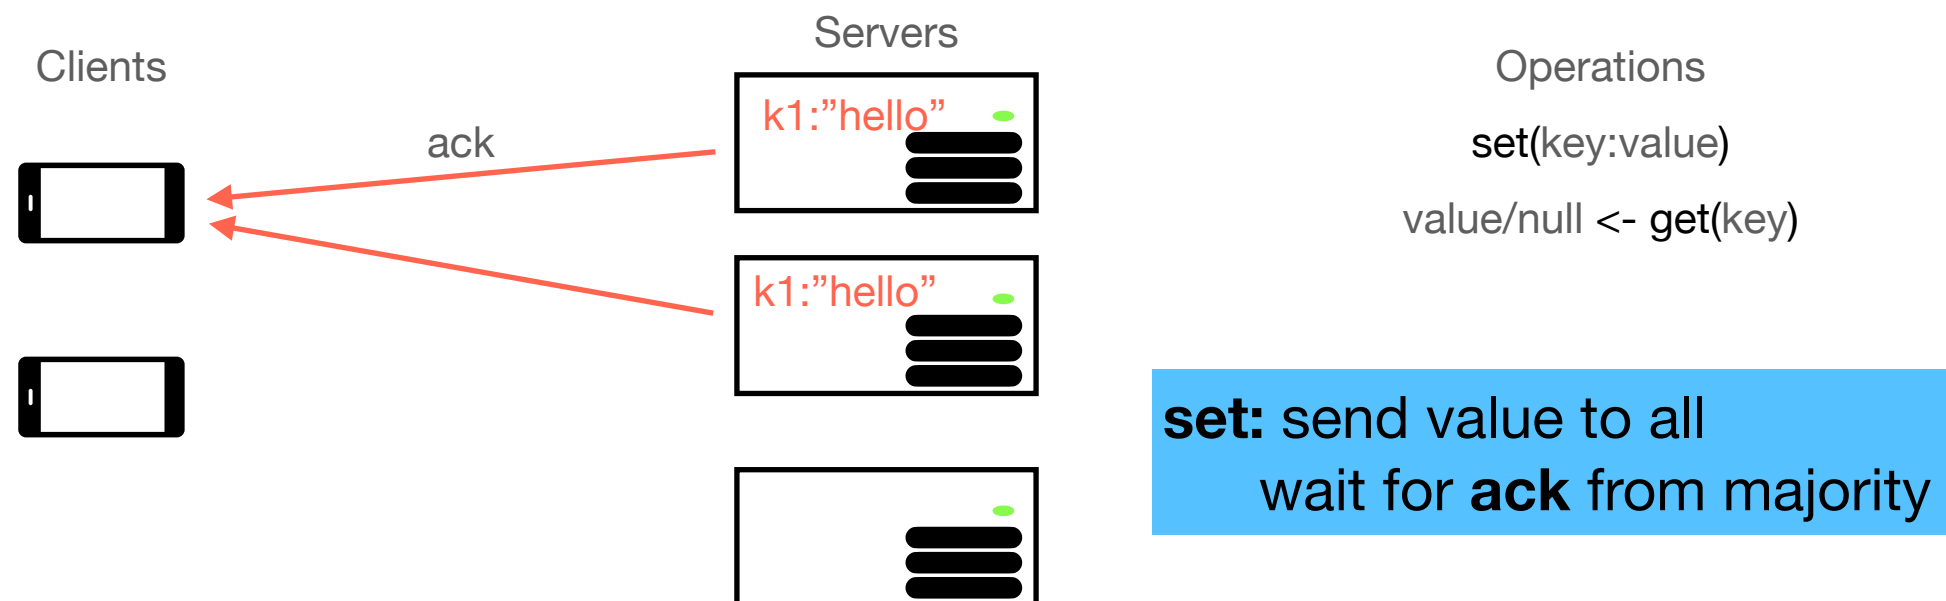 Clients
Servers
Operations
k1:”hello”
ack
set(key:value)
value/null <- get(key)
k1:”hello”
set: send value to all
wait for ack from majority